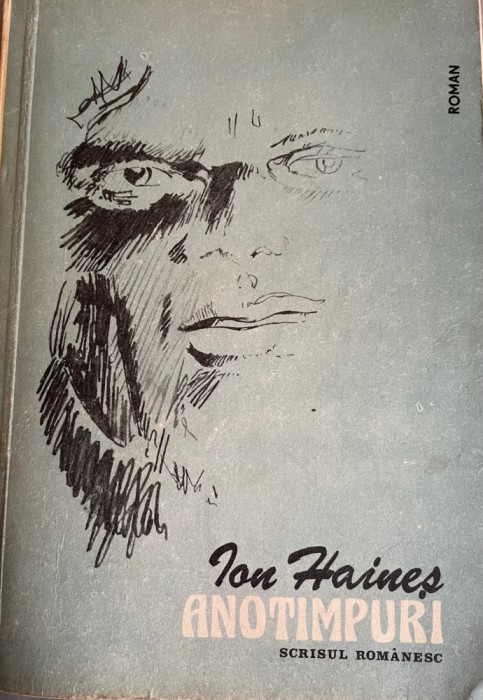 ROMAN
Ion Haineș
ANOTIMPURI
SCRISUL ROMÂNESC